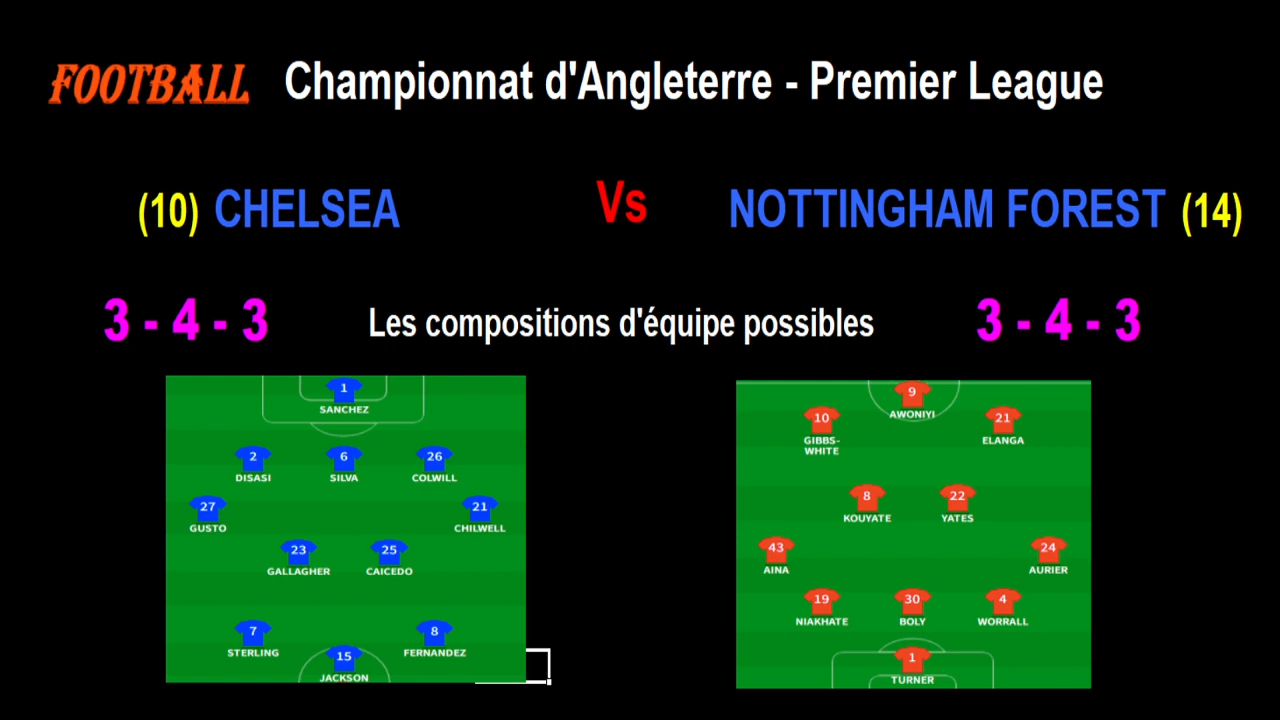 FOOTBALL Championnat d'Angleterre - Premier League
(10) CHELSEA Vs NOTTINGHAM FOREST (14)
3 - 4 - 3 Les compositions d'équipe possibles 3 - 4 - 3
1
SANCHEZ
2 6 26
DISASI SILVA COLWILL
27 21
GUSTO CHILWELL
23 25
GALLAGHER CAICEDO
7 8
STERLING FERNANDEZ
15
JACKSON
9
AWONIYI
10 21
GIBBS- ELANGA
WHITE
8 22
KOUYATE YATES
43 24
AINA AURIER
19 30 4
NIAKHATE BOLY WORRALL
1
TURNER